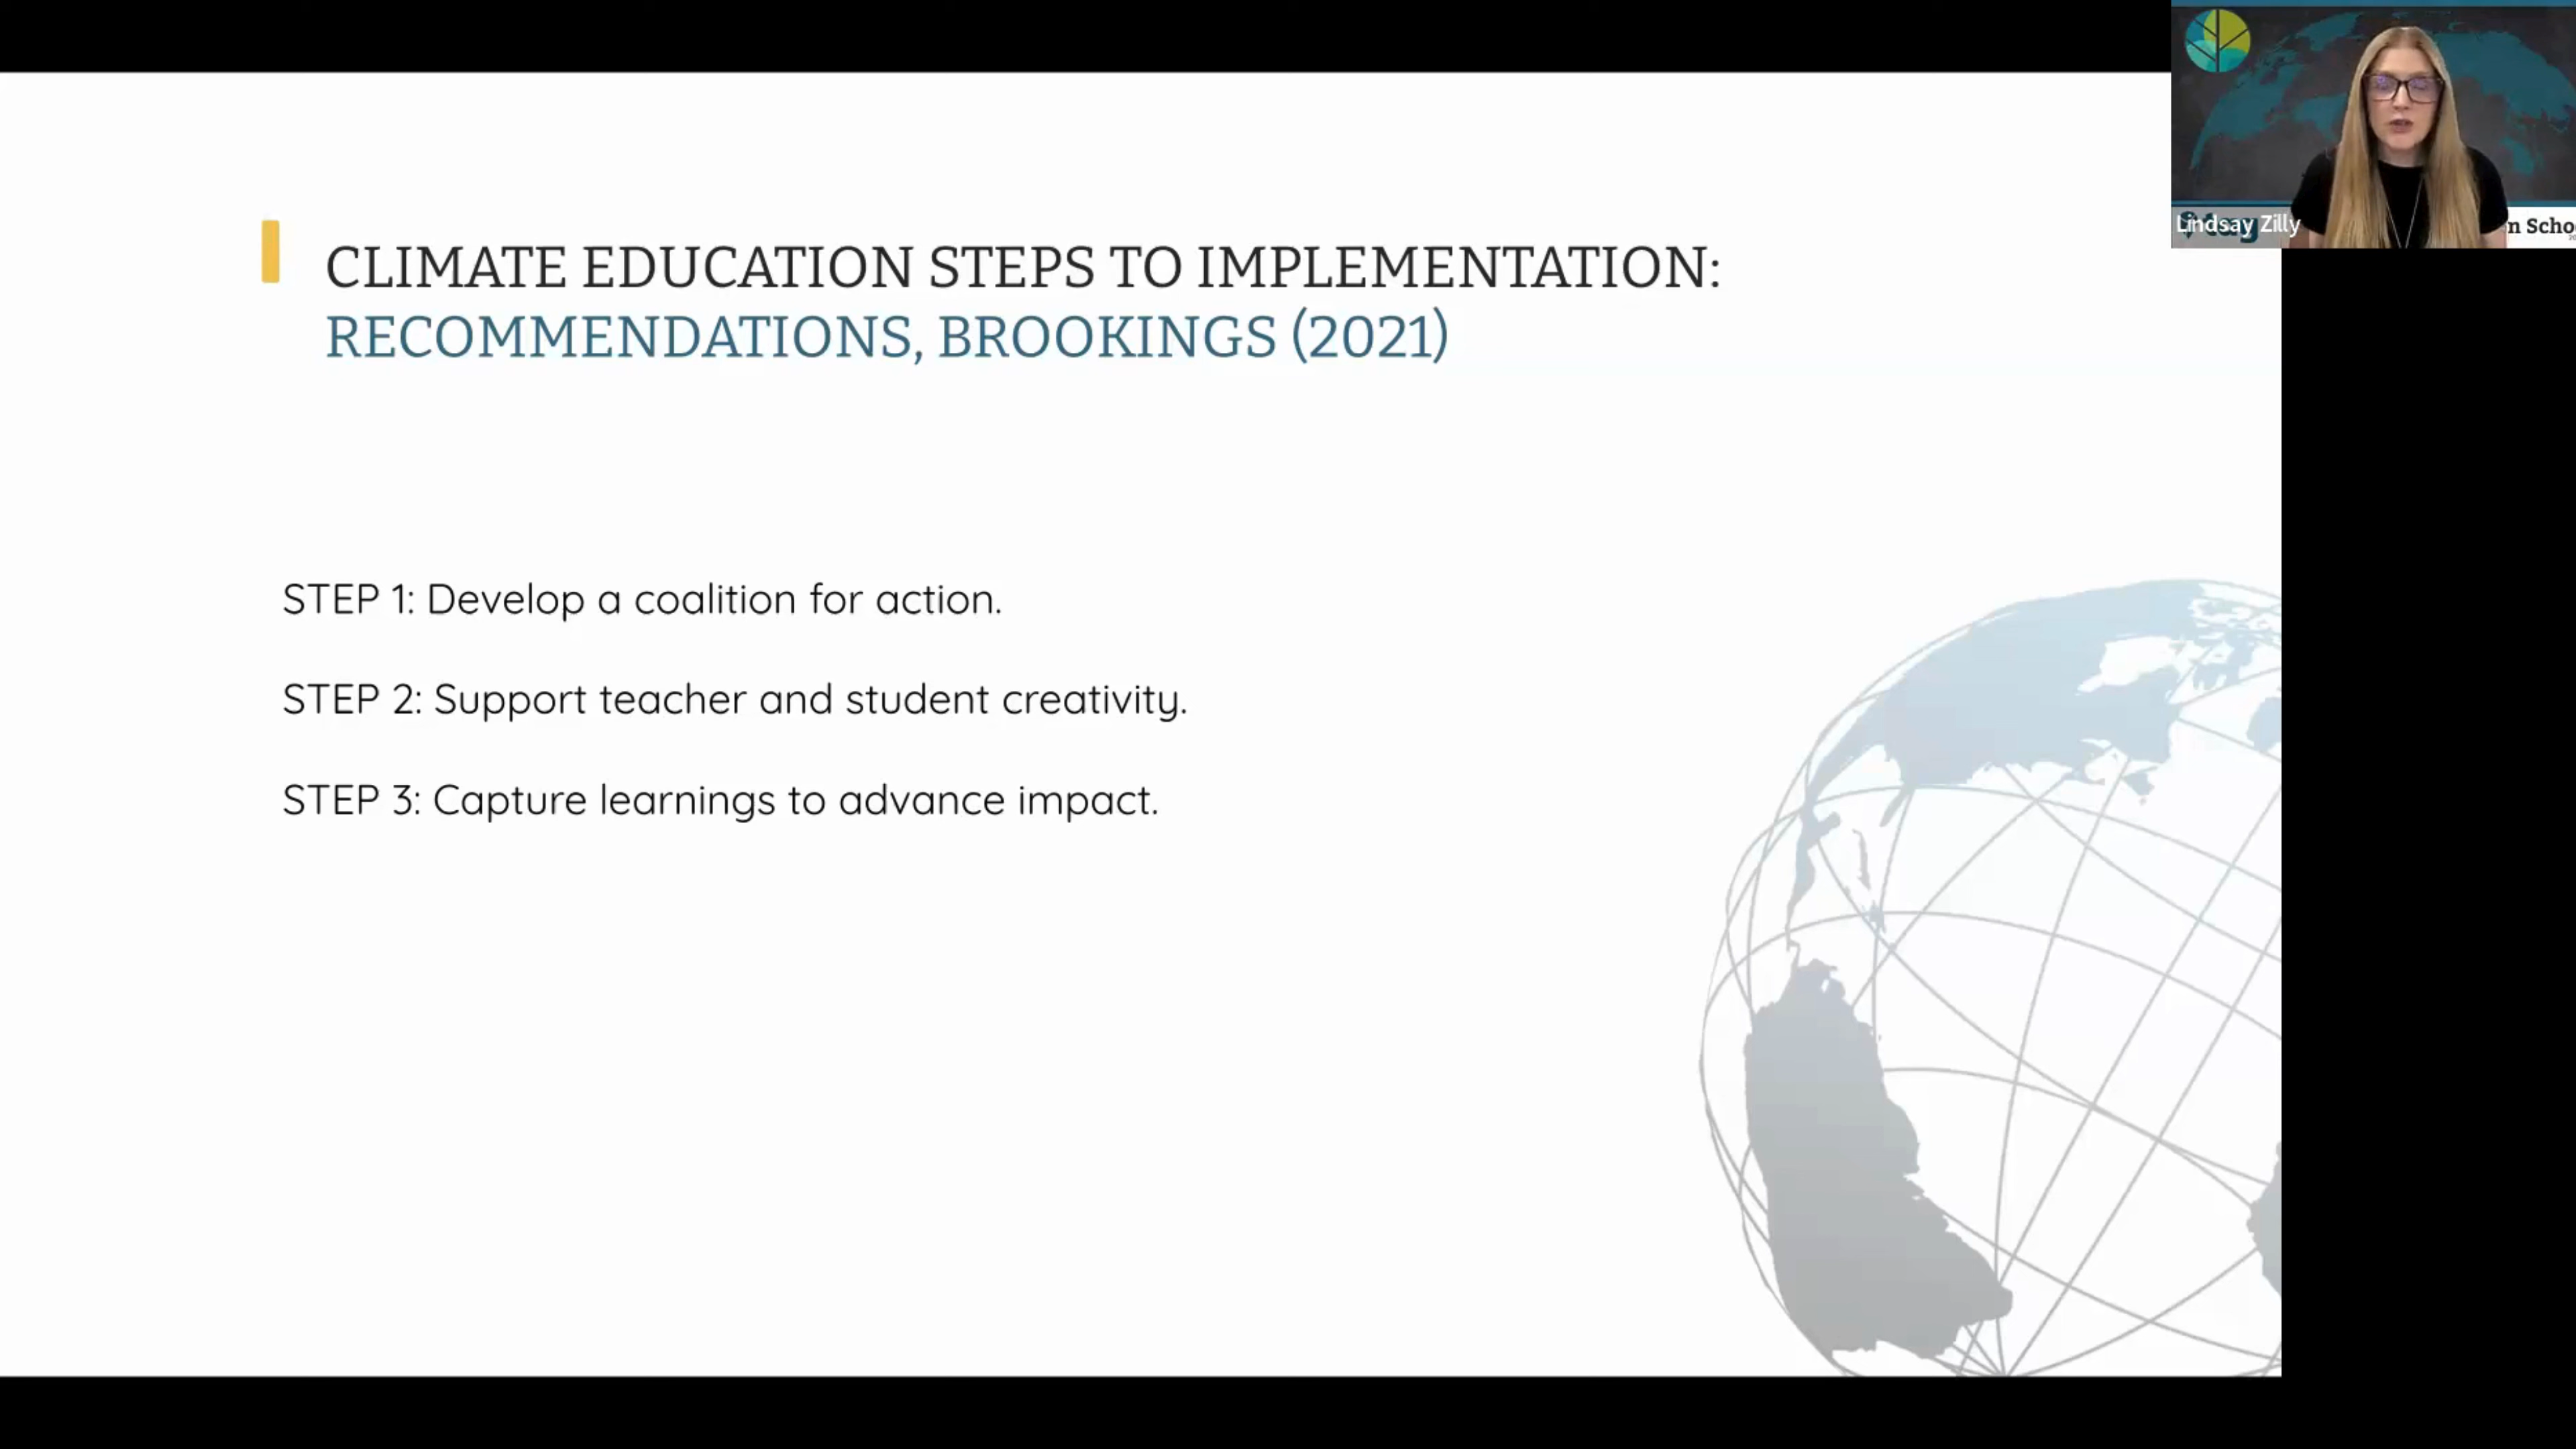 CLIMATE EDUCATION STEPS TO IMPLEMENTATION:
RECOMMENDATIONS, BROOKINGS (2021)
STEP 1: Develop a coalition for action.
STEP 2: Support teacher and student creativity.
STEP 3: Capture learnings to advance impact.
Lindsay Zilly
n Scho